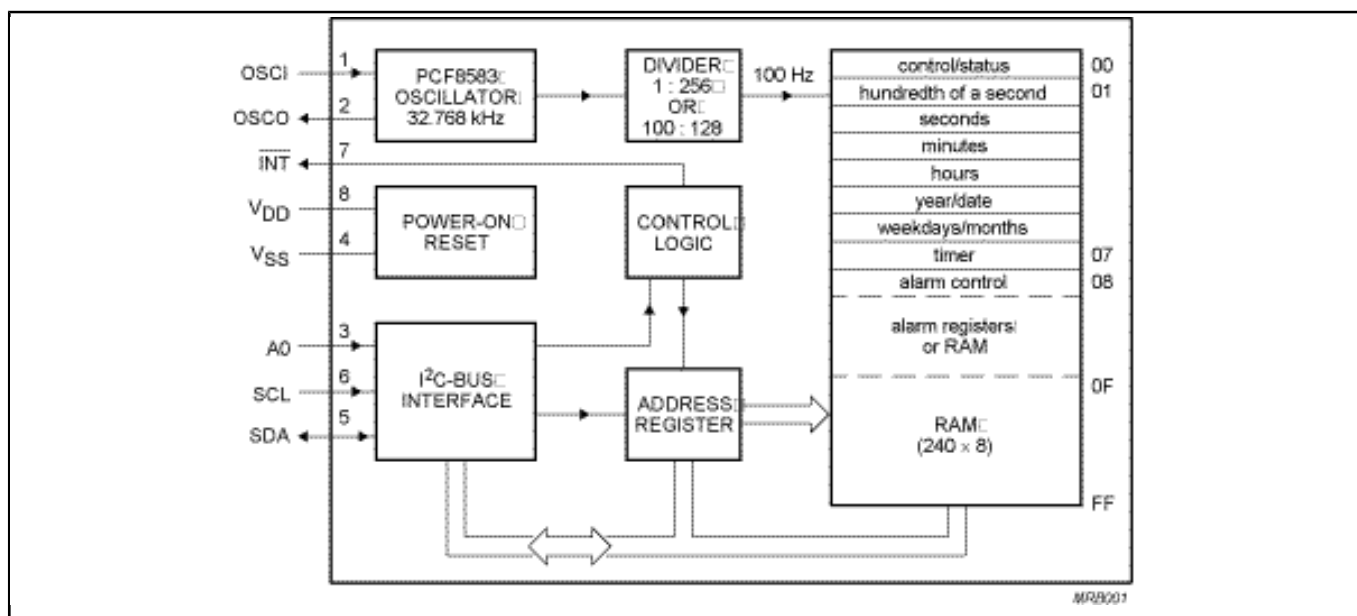 OSCI
1
OSCO
2
INT
7
VDD
8
VSS
4
A0
3
SCL
6
SDA
5
PCF8583
OSCILLATOR
32.768 kHz
DIVIDER
1 : 256
OR
100 : 128
100 Hz
POWER-ON
RESET
CONTROL
LOGIC
I²C-BUS
INTERFACE
ADDRESS
REGISTER
control/status
00
hundredth of a second
01
seconds
minutes
hours
year/date
weekdays/months
timer
07
alarm control
08
alarm registers
or RAM
0F
RAM
(240 × 8)
FF
MRB001